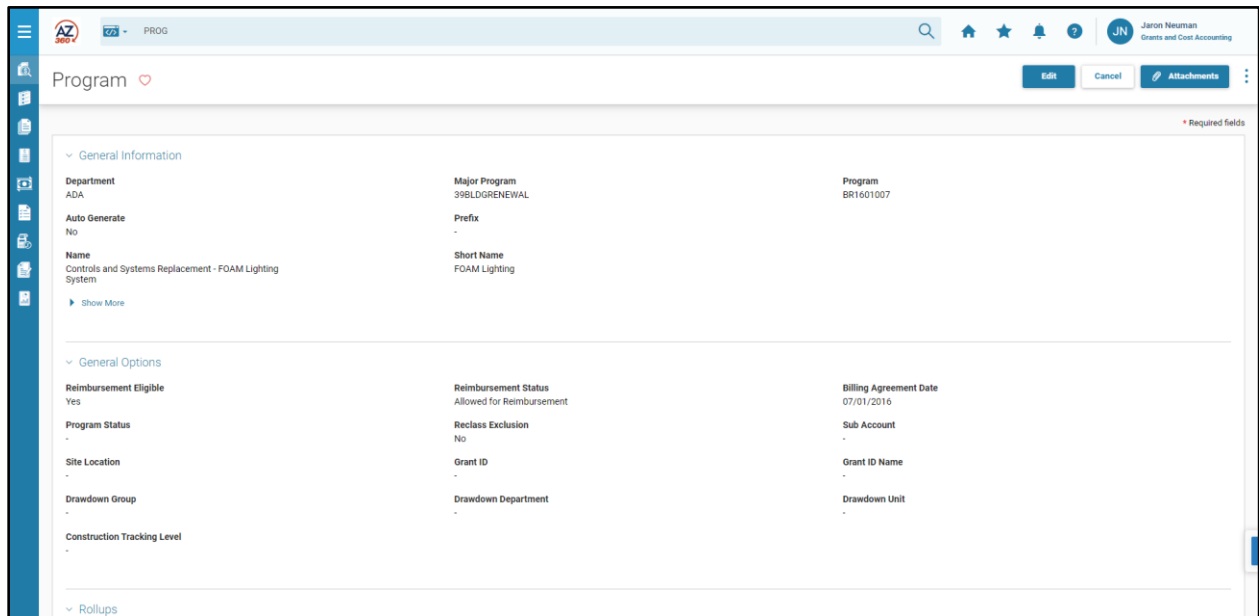 AZ
360
PROG
JN
Jaron Neuman
Grants and Cost Accounting
Program
Edit
Cancel
Attachments
* Required fields
General Information
Department
ADA
Major Program
39BLDGRENEWAL
Program
BR1601007
Auto Generate
No
Prefix
-
Name
Controls and Systems Replacement - FOAM Lighting
System
Short Name
FOAM Lighting
Show More
General Options
Reimbursement Eligible
Yes
Reimbursement Status
Allowed for Reimbursement
Billing Agreement Date
07/01/2016
Program Status
-
Reclass Exclusion
No
Sub Account
-
Site Location
-
Grant ID
-
Grant ID Name
-
Drawdown Group
-
Drawdown Department
-
Drawdown Unit
-
Construction Tracking Level
-
Rollups